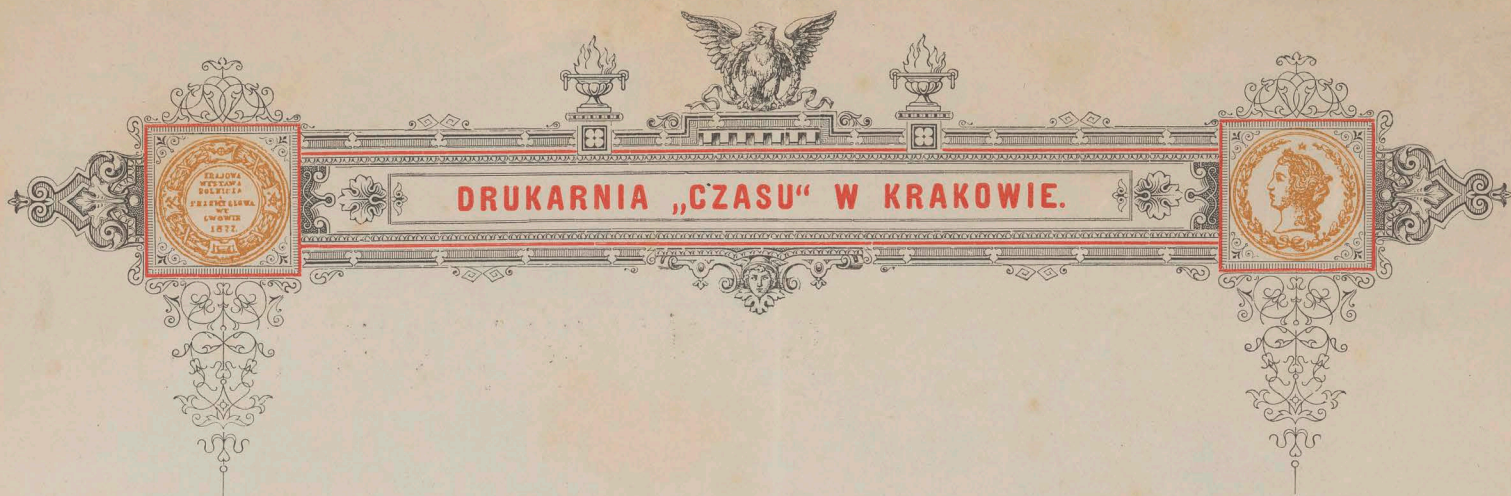 KRAJOWA
WYSTAWA
ROLNICZA
I
PRZEMYSŁOWA
WE
LWOWIE
1877.
DRUKARNIA „CZASU“ W KRAKOWIE.